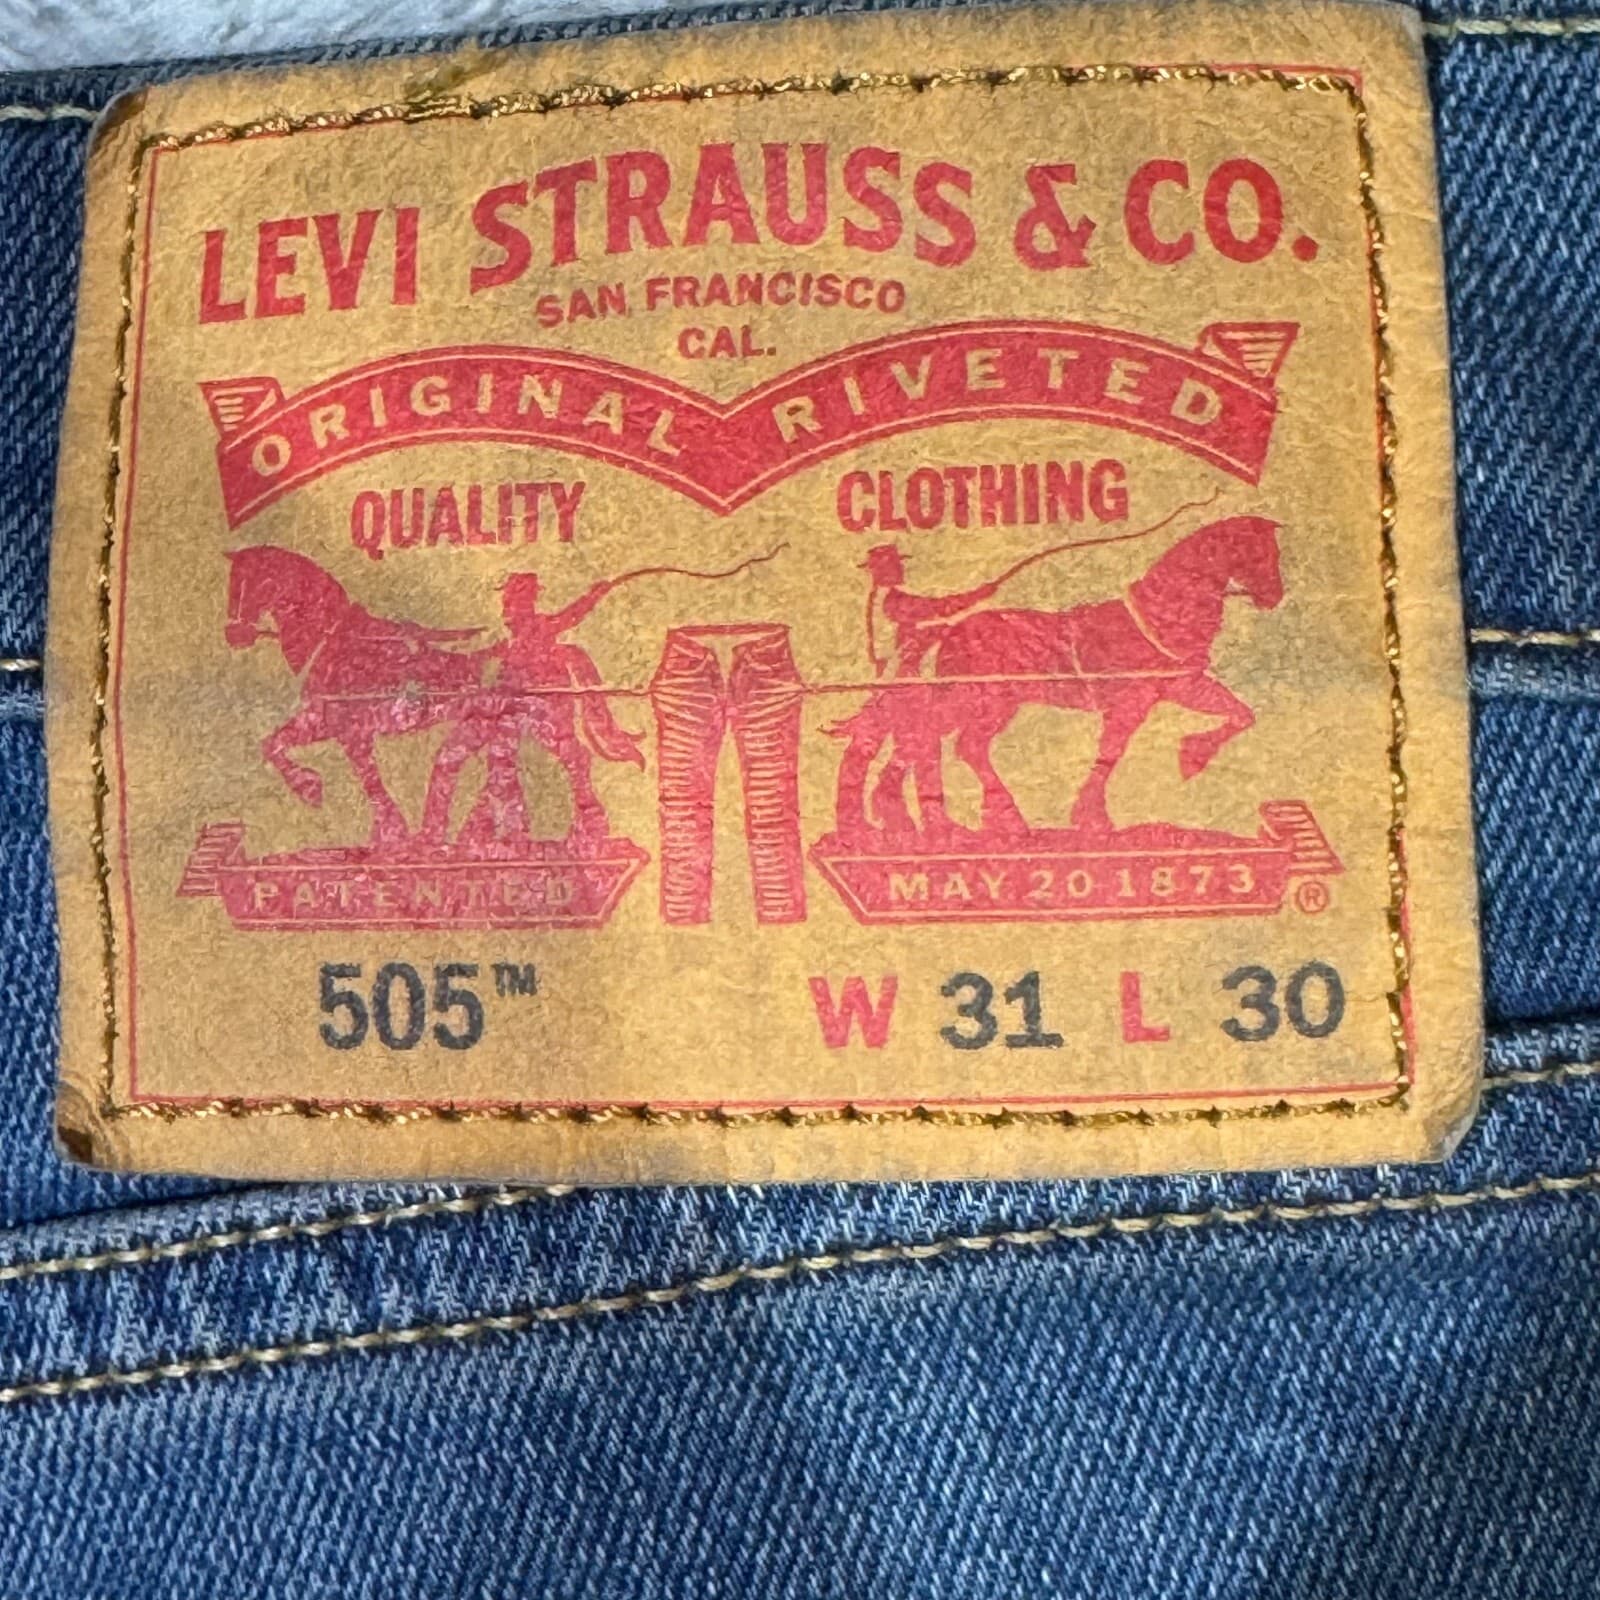 LEVI STRAUSS & CO.
SAN FRANCISCO
CAL.
ORIGINAL RIVETED
QUALITY CLOTHING
PATENTED MAY 20 1873 ®
505™ W 31 L 30